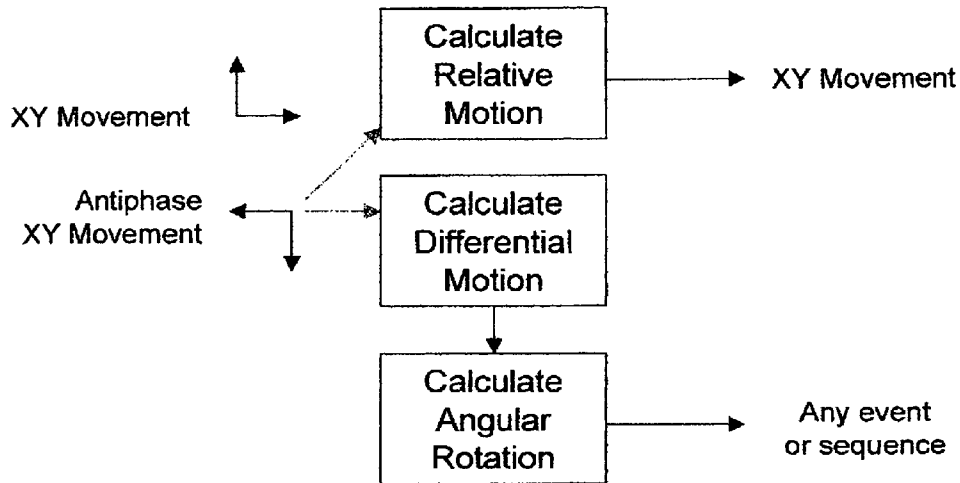 Calculate
Relative
Motion
XY Movement
XY Movement
Antiphase
XY Movement
Calculate
Differential
Motion
Calculate
Angular
Rotation
Any event
or sequence